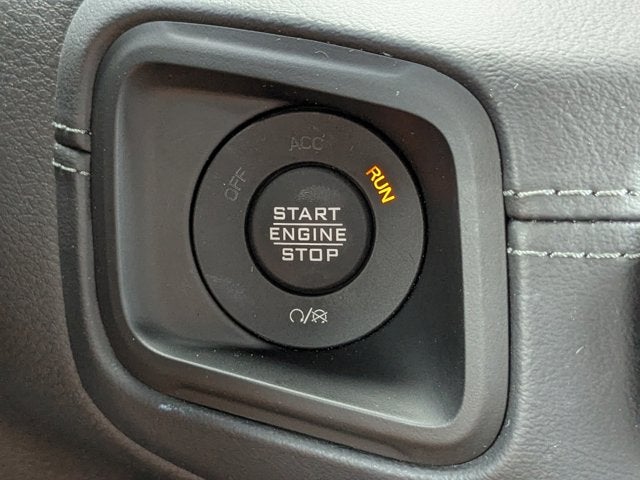 ACC
OFF
RUN
START
ENGINE
STOP